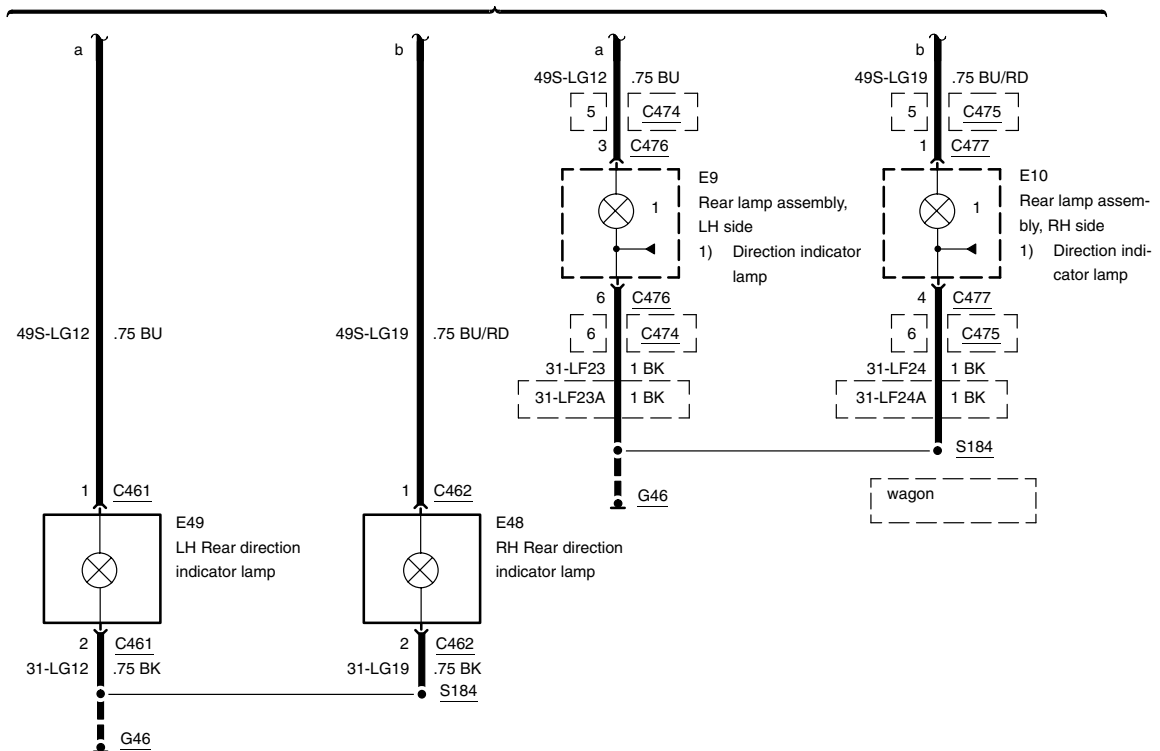 a
b
a
b
49S-LG12 .75 BU
49S-LG19 .75 BU/RD
5 C474
5 C475
3 C476
1 C477
1
E9
Rear lamp assembly,
LH side
1) Direction indicator
lamp
1
E10
Rear lamp assem-
bly, RH side
1) Direction indi-
cator lamp
6 C476
4 C477
49S-LG12 .75 BU
49S-LG19 .75 BU/RD
6 C474
6 C475
31-LF23 1 BK
31-LF24 1 BK
31-LF23A 1 BK
31-LF24A 1 BK
S184
G46
wagon
1 C461
1 C462
E49
LH Rear direction
indicator lamp
E48
RH Rear direction
indicator lamp
2 C461
2 C462
31-LG12 .75 BK
31-LG19 .75 BK
S184
G46